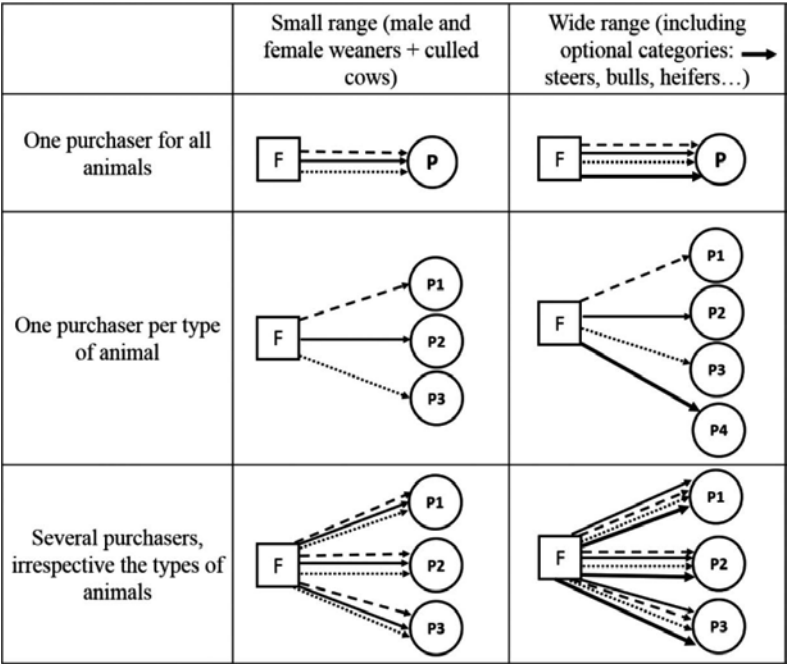 Small range (male and
female weaners + culled
cows)
Wide range (including
optional categories:
steers, bulls, heifers…)
One purchaser for all
animals
F
P
F
P
One purchaser per type
of animal
F
P1
P2
P3
F
P1
P2
P3
P4
Several purchasers,
irrespective the types of
animals
F
P1
P2
P3
F
P1
P2
P3